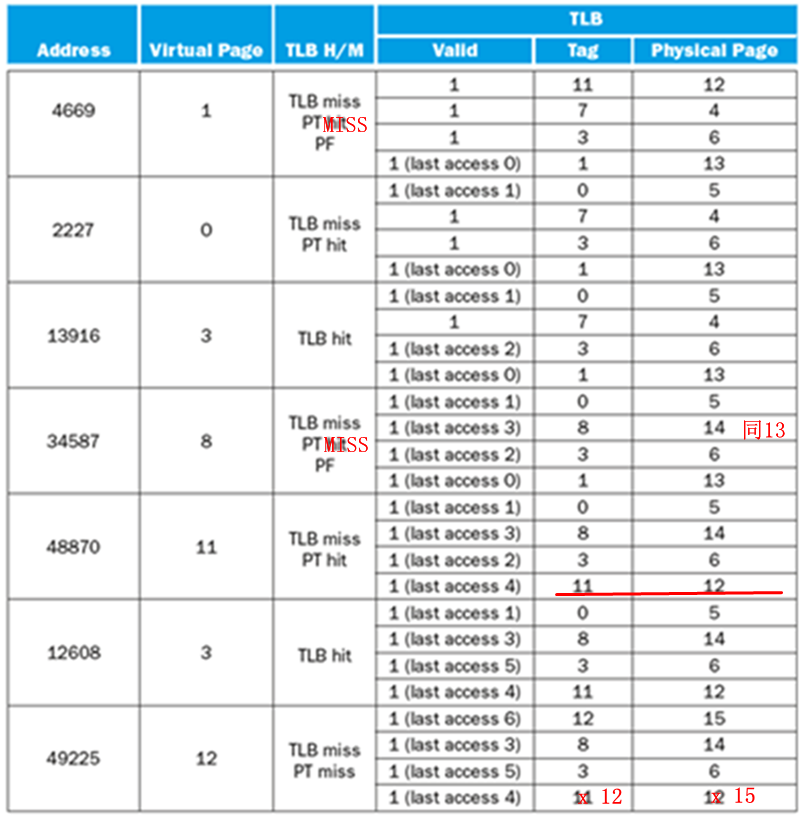 TLB
Address Virtual Page TLB H/M Valid Tag Physical Page
4669 1 TLB miss
PT hit MISS
PF
1 11 12
1 7 4
1 3 6
1 (last access 0) 1 13
2227 0 TLB miss
PT hit
1 (last access 1) 0 5
1 7 4
1 3 6
1 (last access 0) 1 13
13916 3 TLB hit
1 (last access 1) 0 5
1 7 4
1 (last access 2) 3 6
1 (last access 0) 1 13
34587 8 TLB miss
PT hit MISS
PF
1 (last access 1) 0 5
1 (last access 3) 8 14 同13
1 (last access 2) 3 6
1 (last access 0) 1 13
48870 11 TLB miss
PT hit
1 (last access 1) 0 5
1 (last access 3) 8 14
1 (last access 2) 3 6
1 (last access 4) 11 12
12608 3 TLB hit
1 (last access 1) 0 5
1 (last access 3) 8 14
1 (last access 5) 3 6
1 (last access 4) 11 12
49225 12 TLB miss
PT miss
1 (last access 6) 12 15
1 (last access 3) 8 14
1 (last access 5) 3 6
1 (last access 4) 11 x 12 12 x 15